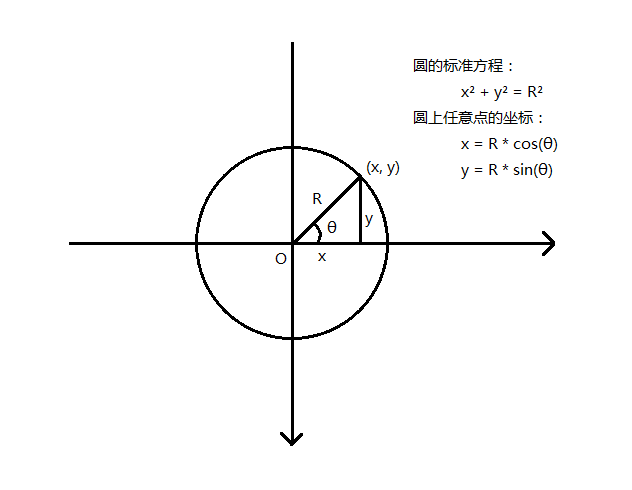 圆的标准方程：
x² + y² = R²
圆上任意点的坐标：
x = R * cos(θ)
y = R * sin(θ)
(x, y)
R
y
θ
O
x